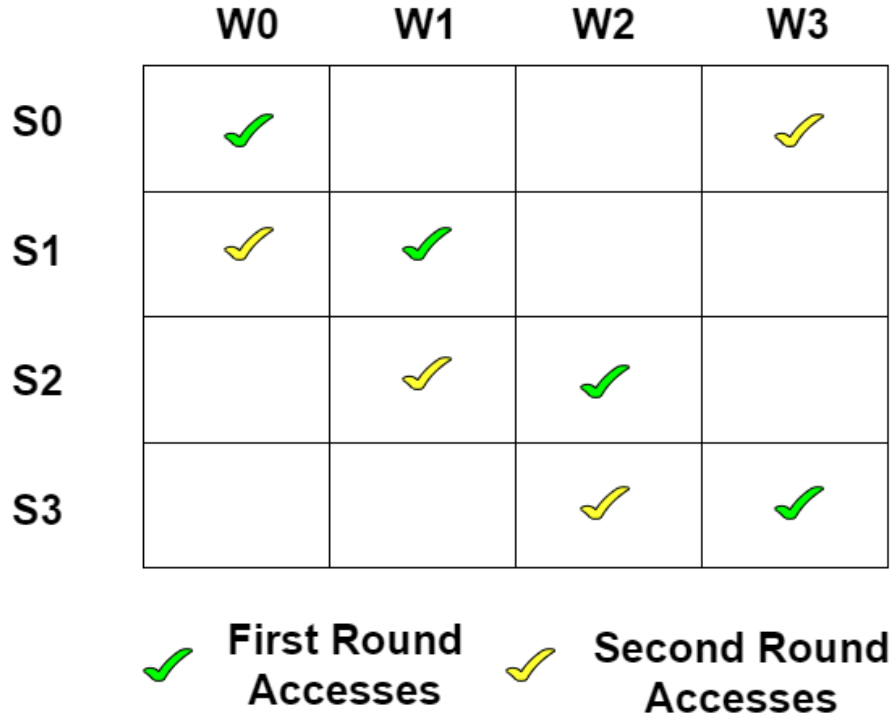 W0 W1 W2 W3
S0
S1
S2
S3
First Round
Accesses
Second Round
Accesses